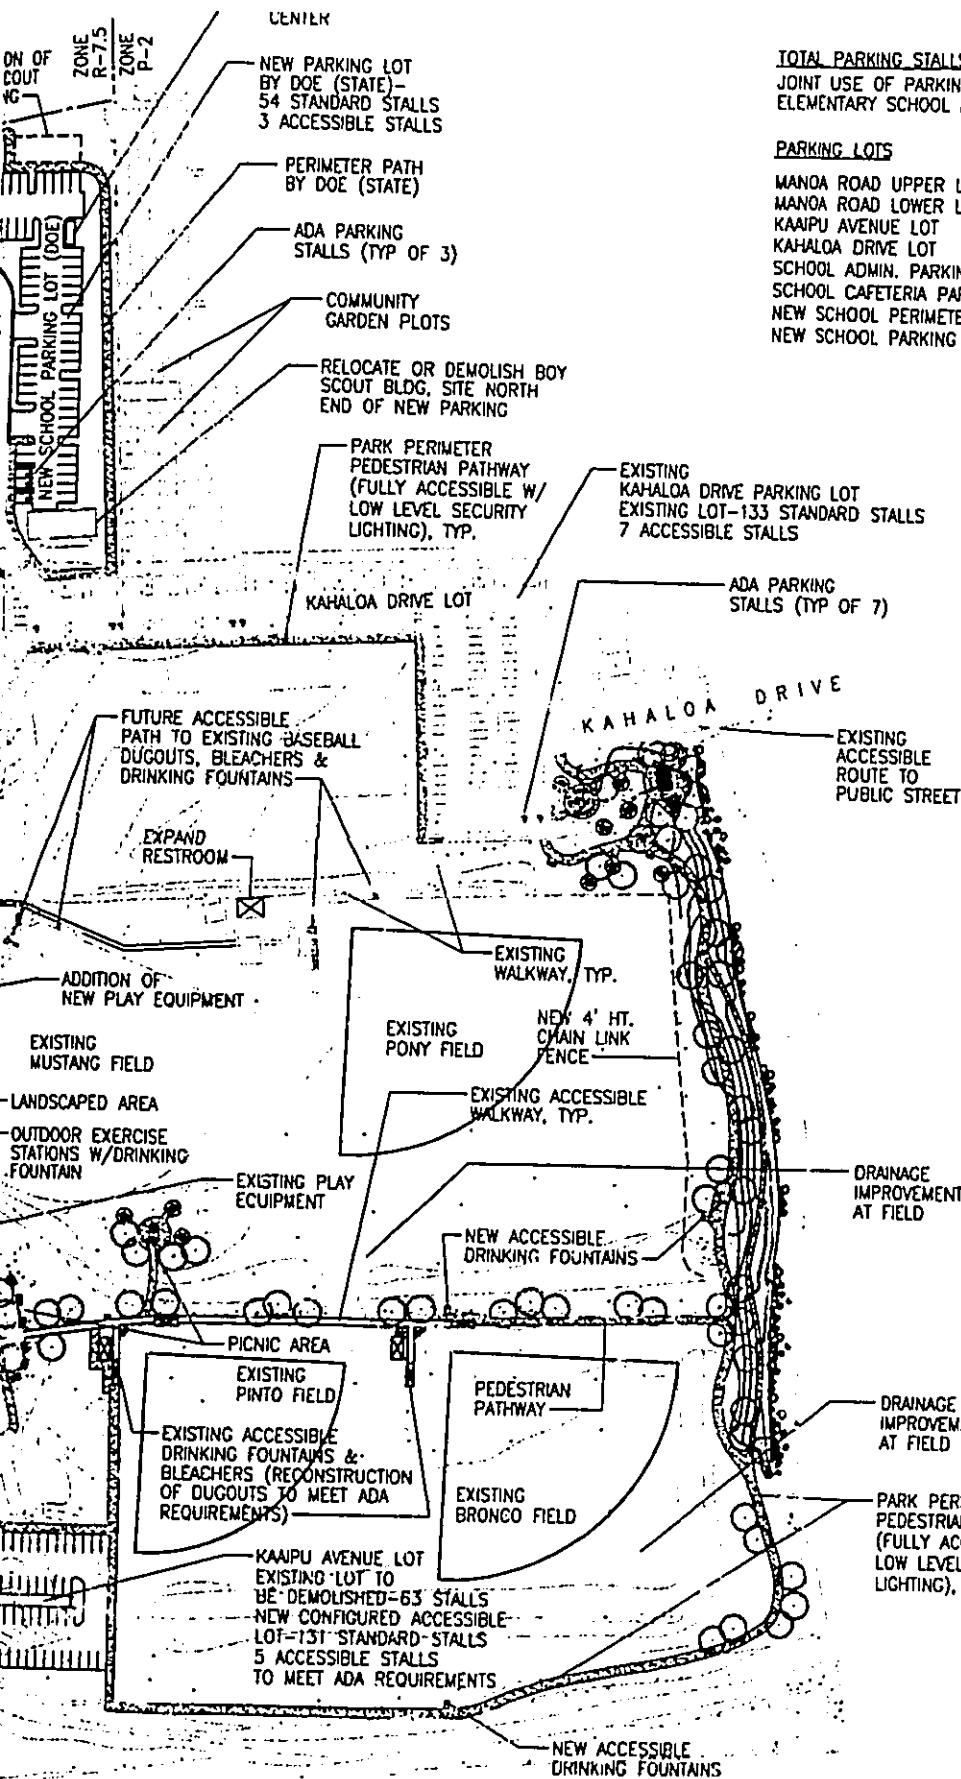 CENTER
ON OF
COUT
NG
ZONE
R-7.5
ZONE
P-2
NEW PARKING LOT
BY DOE (STATE)-
54 STANDARD STALLS
3 ACCESSIBLE STALLS
PERIMETER PATH
BY DOE (STATE)
ADA PARKING
STALLS (TYP OF 3)
COMMUNITY
GARDEN PLOTS
RELOCATE OR DEMOLISH BOY
SCOUT BLDG, SITE NORTH
END OF NEW PARKING
NEW SCHOOL PARKING LOT (DOE)
TOTAL PARKING STALLS
JOINT USE OF PARKIN
ELEMENTARY SCHOOL
PARKING LOTS
MANOA ROAD UPPER L
MANOA ROAD LOWER L
KAAIPU AVENUE LOT
KAHALOA DRIVE LOT
SCHOOL ADMIN. PARKIN
SCHOOL CAFETERIA PAR
NEW SCHOOL PERIMETE
NEW SCHOOL PARKING
PARK PERIMETER
PEDESTRIAN PATHWAY
(FULLY ACCESSIBLE W/
LOW LEVEL SECURITY
LIGHTING), TYP.
EXISTING
KAHALOA DRIVE PARKING LOT
EXISTING LOT-133 STANDARD STALLS
7 ACCESSIBLE STALLS
ADA PARKING
STALLS (TYP OF 7)
KAHALOA DRIVE LOT
KAHALOA DRIVE
EXISTING
ACCESSIBLE
ROUTE TO
PUBLIC STREET
FUTURE ACCESSIBLE
PATH TO EXISTING BASEBALL
DUGOUTS, BLEACHERS &
DRINKING FOUNTAINS
EXPAND
RESTROOM
EXISTING
WALKWAY, TYP.
ADDITION OF
NEW PLAY EQUIPMENT
EXISTING
MUSTANG FIELD
EXISTING
PONY FIELD
NEW 4' HT.
CHAIN LINK
FENCE
LANDSCAPED AREA
EXISTING ACCESSIBLE
WALKWAY, TYP.
OUTDOOR EXERCISE
STATIONS W/DRINKING
FOUNTAIN
EXISTING PLAY
EQUIPMENT
DRAINAGE
IMPROVEMENT
AT FIELD
NEW ACCESSIBLE
DRINKING FOUNTAINS
PICNIC AREA
EXISTING
PINTO FIELD
PEDESTRIAN
PATHWAY
DRAINAGE
IMPROVEM
AT FIELD
EXISTING ACCESSIBLE
DRINKING FOUNTAINS &
BLEACHERS (RECONSTRUCTION
OF DUGOUTS TO MEET ADA
REQUIREMENTS)
EXISTING
BRONCO FIELD
PARK PER
PEDESTRIA
(FULLY AC
LOW LEVEL
LIGHTING),
KAAIPU AVENUE LOT
EXISTING LOT TO
BE DEMOLISHED-63 STALLS
NEW CONFIGURED ACCESSIBLE
LOT-131 STANDARD STALLS
5 ACCESSIBLE STALLS
TO MEET ADA REQUIREMENTS
NEW ACCESSIBLE
DRINKING FOUNTAINS